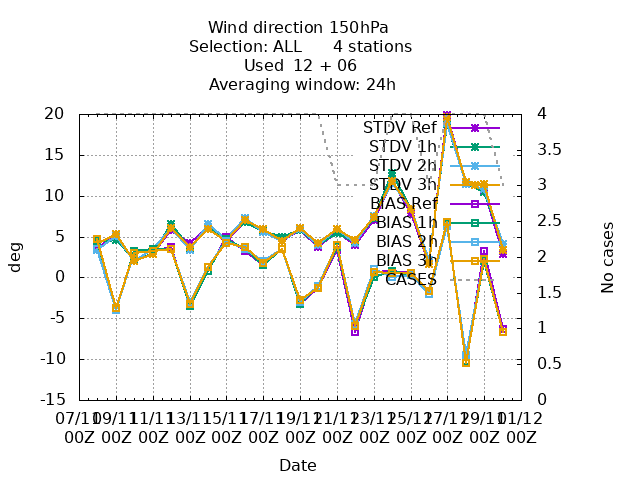 Wind direction 150hPa
Selection: ALL 4 stations
Used 12 + 06
Averaging window: 24h
20
15
10
5
0
-5
-10
-15
4
3.5
3
2.5
2
1.5
1
0.5
0
deg
No cases
STDV Ref
STDV 1h
STDV 2h
STDV 3h
BIAS Ref
BIAS 1h
BIAS 2h
BIAS 3h
CASES
07/11 09/11 11/11 13/11 15/11 17/11 19/11 21/11 23/11 25/11 27/11 29/11 01/12
00Z 00Z 00Z 00Z 00Z 00Z 00Z 00Z 00Z 00Z 00Z 00Z 00Z
Date